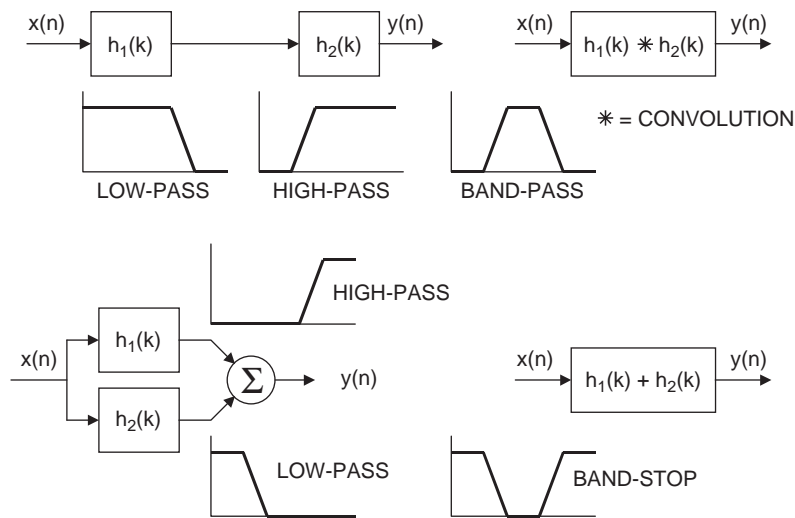 x(n) h₁(k) h₂(k) y(n) x(n) h₁(k) ∗ h₂(k) y(n)
∗ = CONVOLUTION
LOW-PASS HIGH-PASS BAND-PASS
HIGH-PASS
x(n) h₁(k) h₂(k) Σ y(n)
x(n) h₁(k) + h₂(k) y(n)
LOW-PASS BAND-STOP